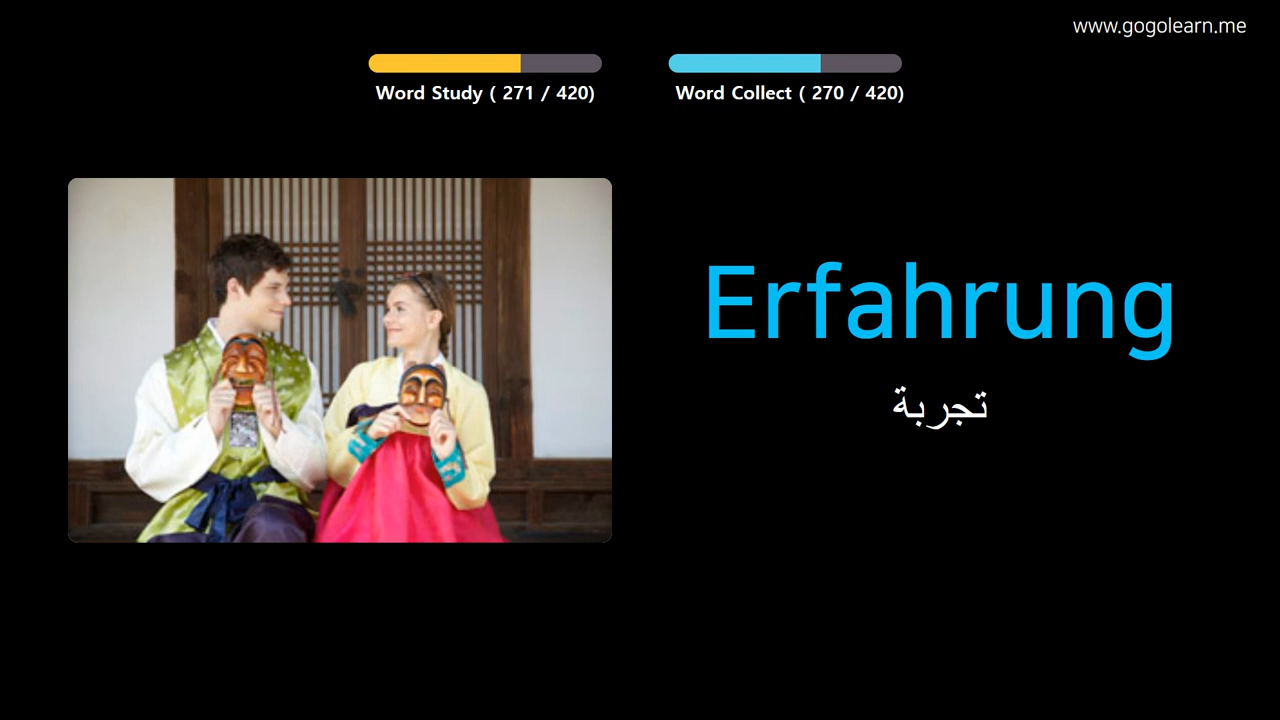 www.gogolearn.me
Word Study ( 271 / 420)
Word Collect ( 270 / 420)
Erfahrung
تجربة